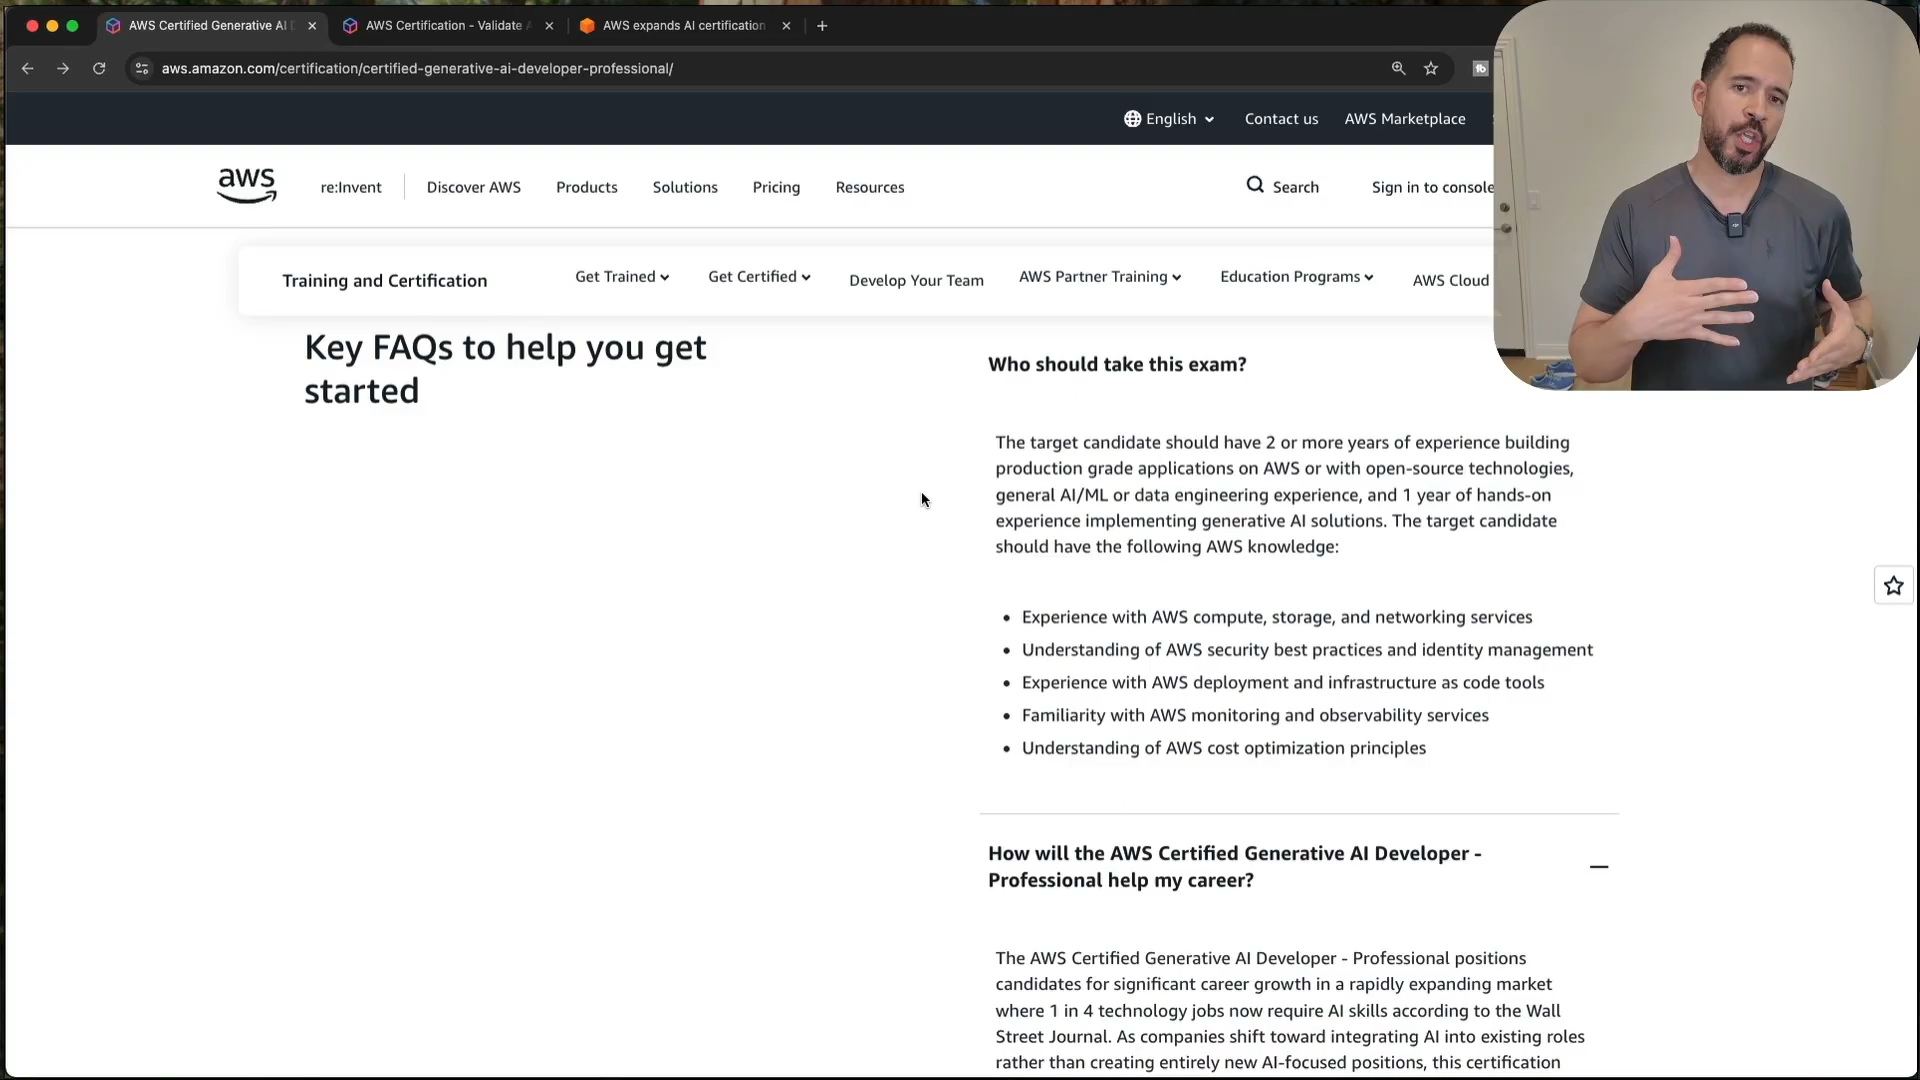 AWS Certified Generative AI D
AWS Certification - Validate A
AWS expands AI certification
aws.amazon.com/certification/certified-generative-ai-developer-professional/
English
Contact us
AWS Marketplace
aws
re:Invent
Discover AWS
Products
Solutions
Pricing
Resources
Search
Sign in to console
Training and Certification
Get Trained
Get Certified
Develop Your Team
AWS Partner Training
Education Programs
AWS Cloud
Key FAQs to help you get
started
Who should take this exam?
The target candidate should have 2 or more years of experience building
production grade applications on AWS or with open-source technologies,
general AI/ML or data engineering experience, and 1 year of hands-on
experience implementing generative AI solutions. The target candidate
should have the following AWS knowledge:
• Experience with AWS compute, storage, and networking services
• Understanding of AWS security best practices and identity management
• Experience with AWS deployment and infrastructure as code tools
• Familiarity with AWS monitoring and observability services
• Understanding of AWS cost optimization principles
How will the AWS Certified Generative AI Developer -
Professional help my career?
The AWS Certified Generative AI Developer - Professional positions
candidates for significant career growth in a rapidly expanding market
where 1 in 4 technology jobs now require AI skills according to the Wall
Street Journal. As companies shift toward integrating AI into existing roles
rather than creating entirely new AI-focused positions, this certification